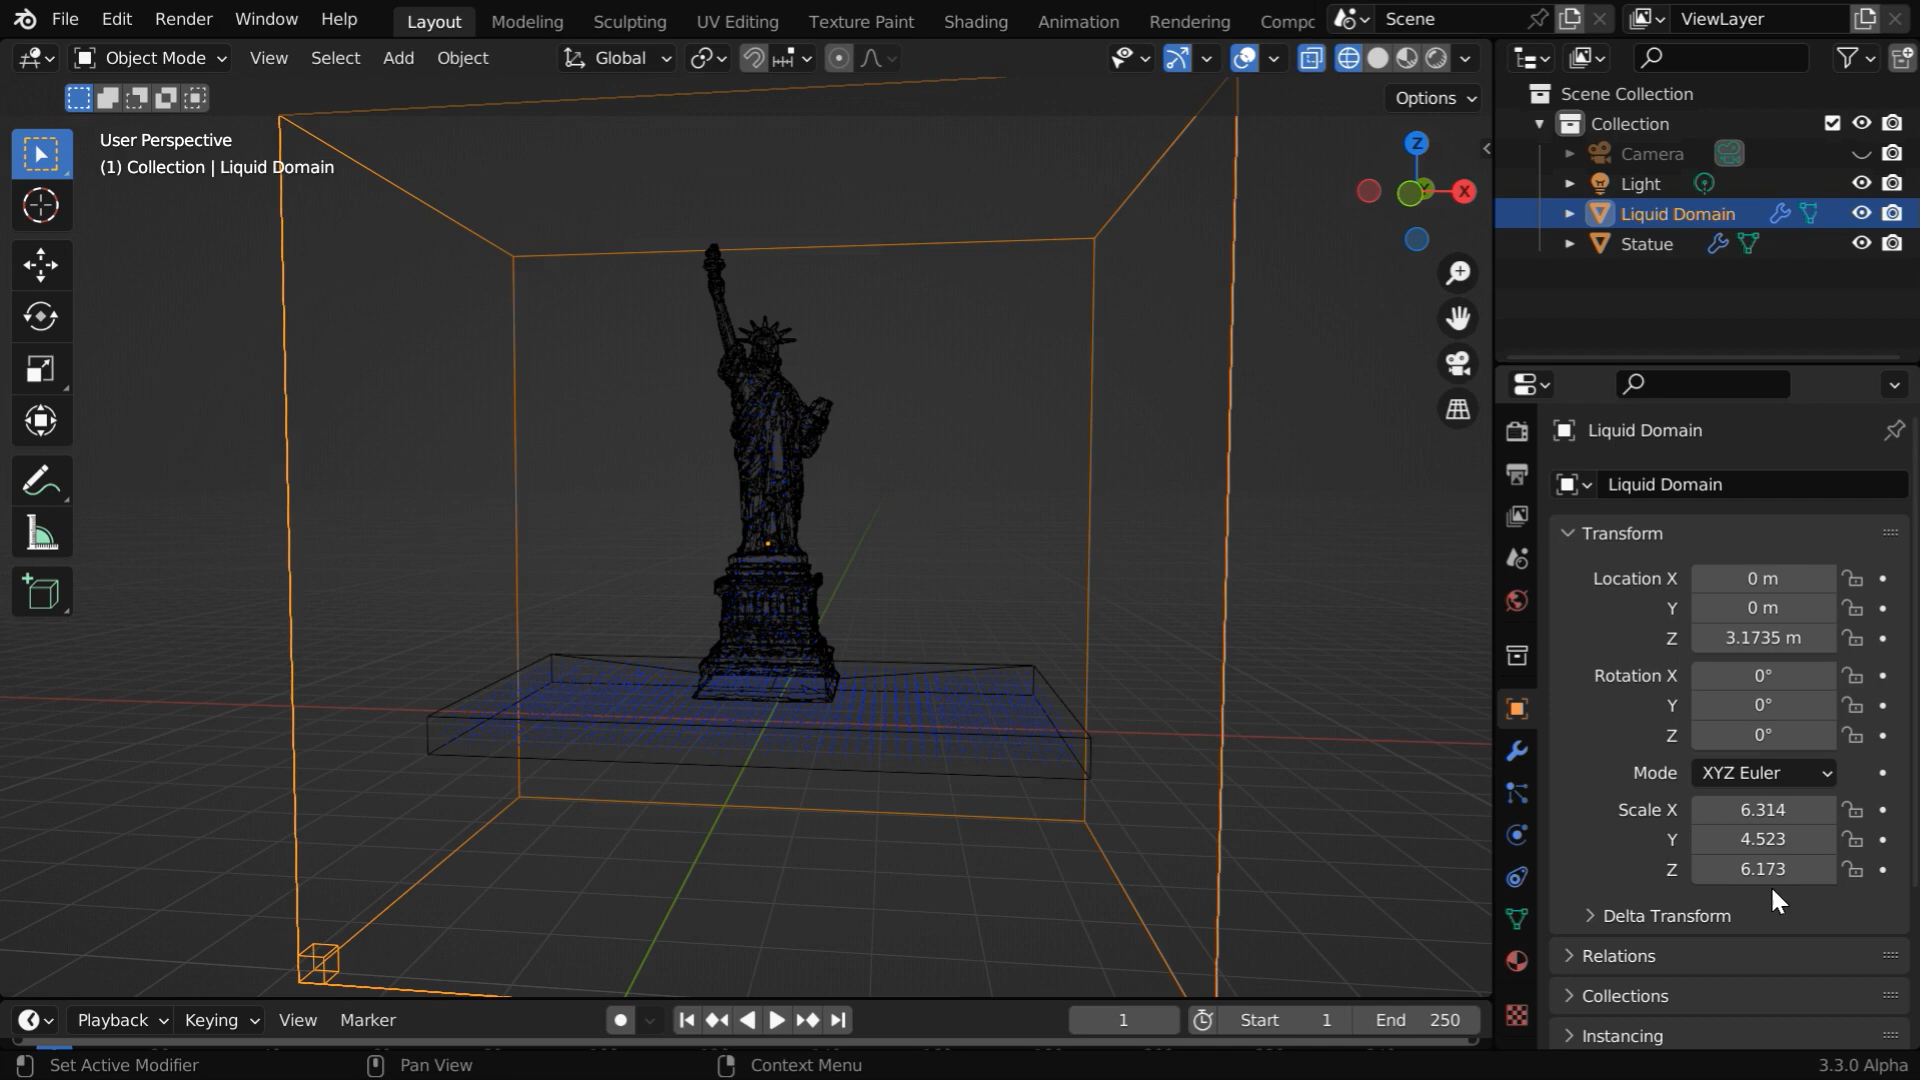 File Edit Render Window Help Layout Modeling Sculpting UV Editing Texture Paint Shading Animation Rendering Compo Scene ViewLayer
Object Mode View Select Add Object Global
Options
User Perspective
(1) Collection | Liquid Domain
Z
X
Scene Collection
Collection
Camera
Light
Liquid Domain
Statue
Liquid Domain
Liquid Domain
Transform
Location X 0 m
Y 0 m
Z 3.1735 m
Rotation X 0°
Y 0°
Z 0°
Mode XYZ Euler
Scale X 6.314
Y 4.523
Z 6.173
Delta Transform
Relations
Collections
Instancing
Playback Keying View Marker 1 Start 1 End 250
Set Active Modifier Pan View Context Menu 3.3.0 Alpha